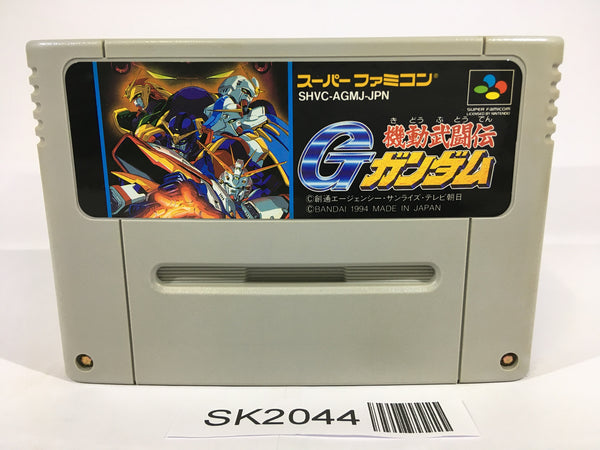 スーパーファミコン®
SHVC-AGMJ-JPN
SUPER FAMICOM
LICENSED BY NINTENDO
きどうぶとうでん
機動武闘伝
Gガンダム
©創通エージェンシー・サンライズ・テレビ朝日
©BANDAI 1994 MADE IN JAPAN
SK2044